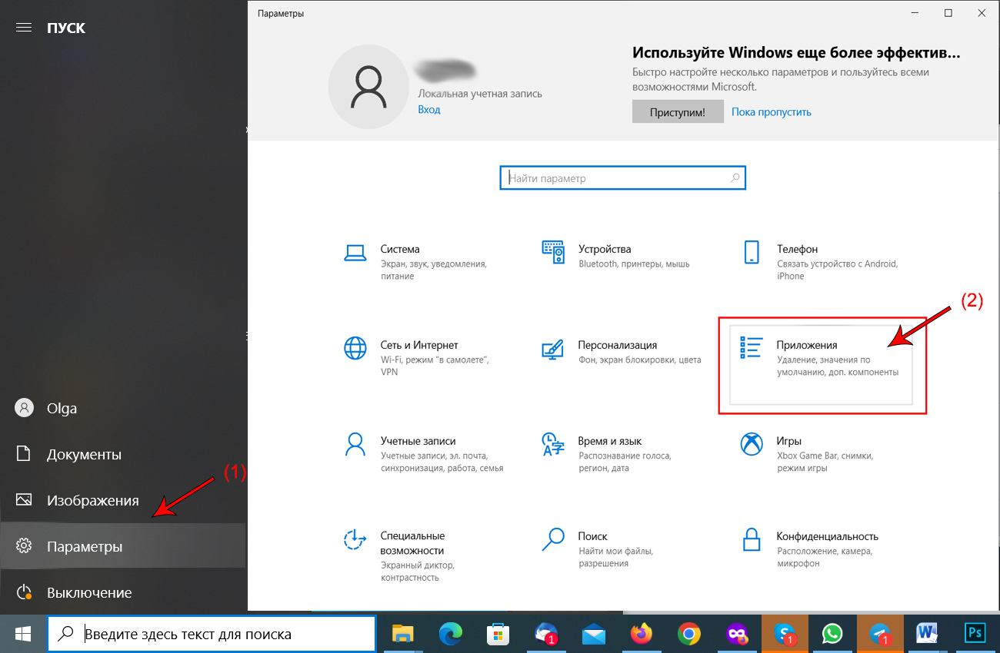 ПУСК
Olga
Документы
Изображения
(1)
Параметры
Выключение
Введите здесь текст для поиска
Параметры
Локальная учетная запись
Вход
Используйте Windows еще более эффектив...
Быстро настройте несколько параметров и пользуйтесь всеми
возможностями Microsoft.
Приступим!
Пока пропустить
Найти параметр
Система
Экран, звук, уведомления,
питание
Устройства
Bluetooth, принтеры, мышь
Телефон
Связать устройство с Android,
iPhone
(2)
Сеть и Интернет
Wi-Fi, режим "в самолете",
VPN
Персонализация
Фон, экран блокировки, цвета
Приложения
Удаление, значения по
умолчанию, доп. компоненты
Учетные записи
Учетные записи, эл. почта,
синхронизация, работа, семья
Время и язык
Распознавание голоса,
регион, дата
Игры
Xbox Game Bar, снимки,
режим игры
Специальные
возможности
Экранный диктор,
контрастность
Поиск
Найти мои файлы,
разрешения
Конфиденциальность
Расположение, камера,
микрофон
1
S
1
1
W
Ps